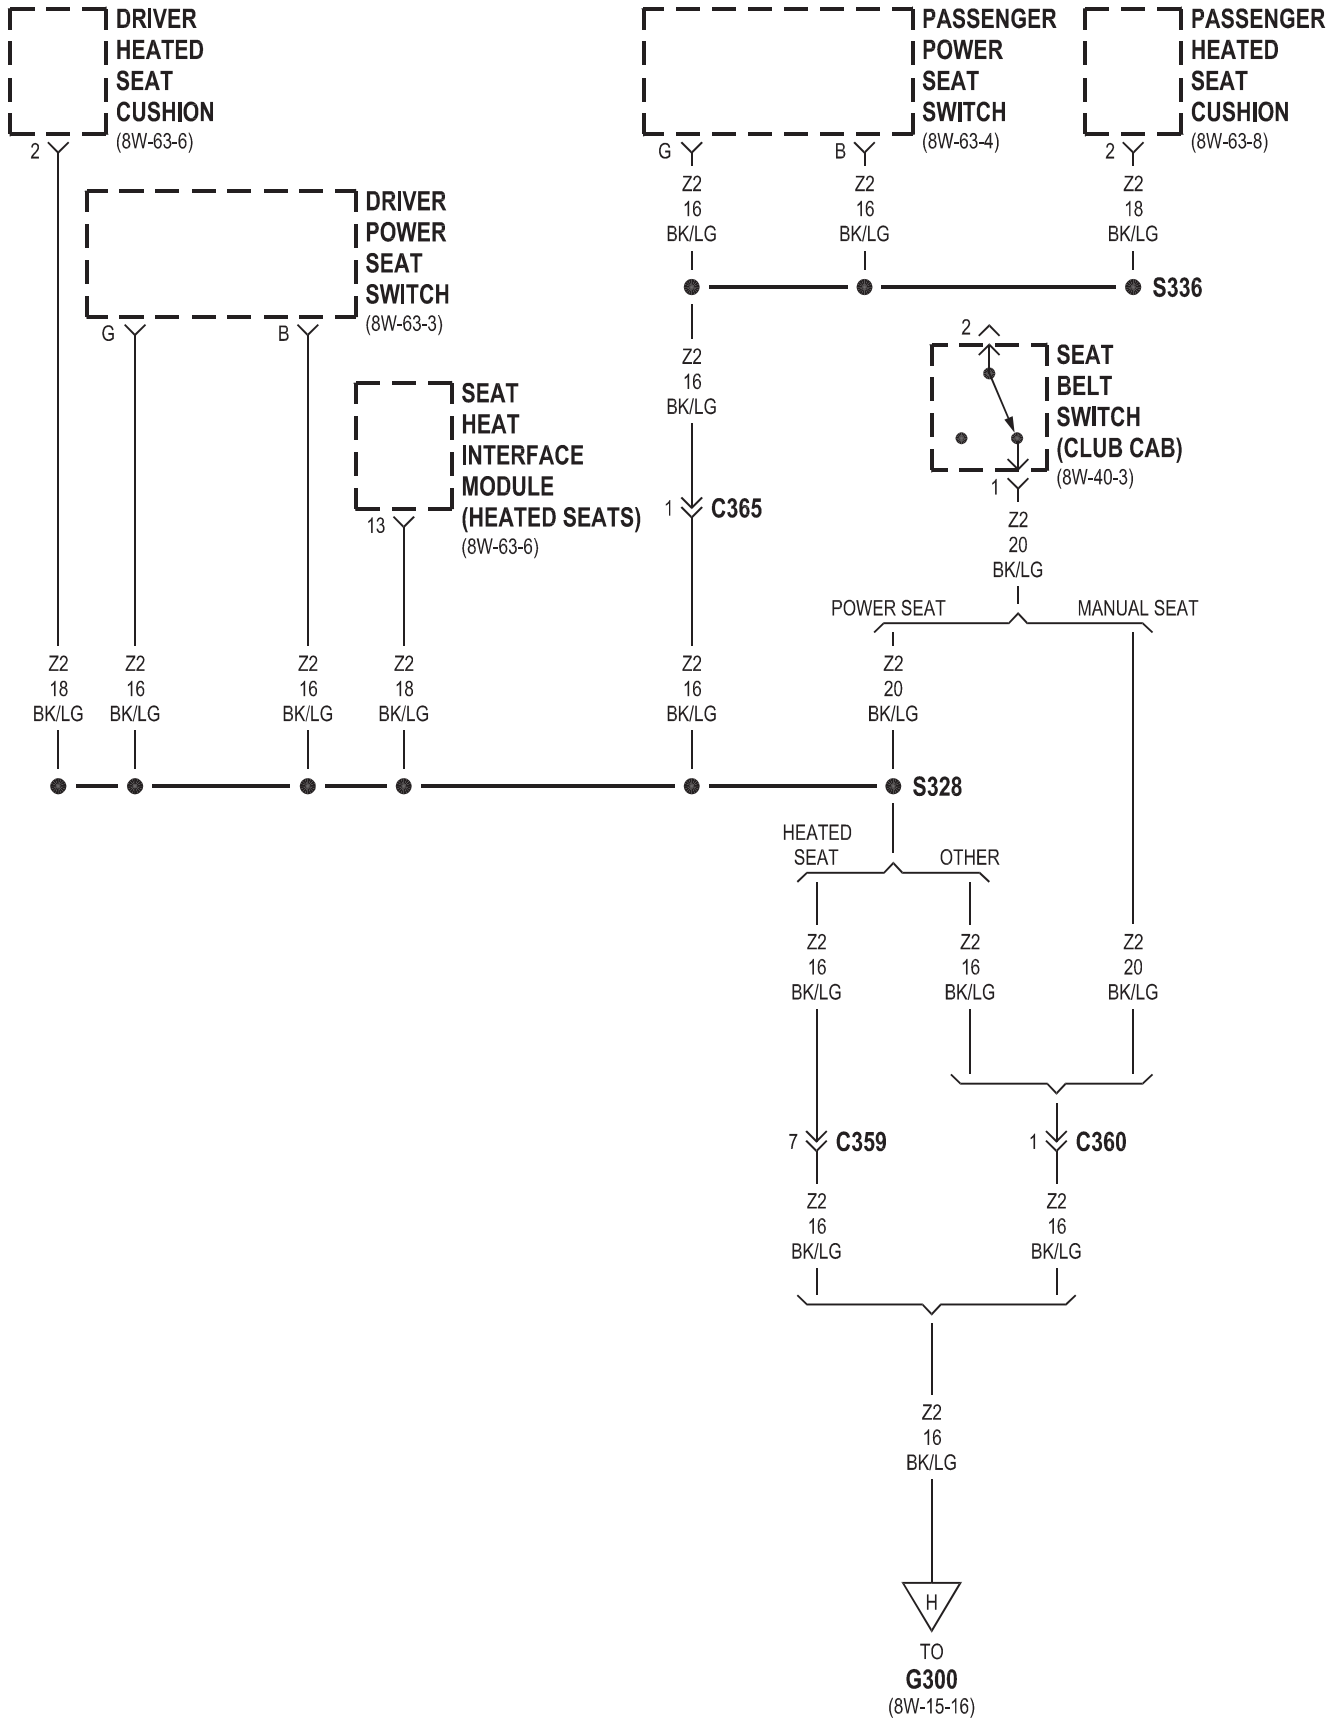 DRIVER
HEATED
SEAT
CUSHION
(8W-63-6)
2
PASSENGER
POWER
SEAT
SWITCH
(8W-63-4)
G
B
PASSENGER
HEATED
SEAT
CUSHION
(8W-63-8)
2
Z2
16
BK/LG
Z2
16
BK/LG
Z2
18
BK/LG
S336
DRIVER
POWER
SEAT
SWITCH
(8W-63-3)
G
B
Z2
16
BK/LG
2
SEAT
BELT
SWITCH
(CLUB CAB)
(8W-40-3)
1
SEAT
HEAT
INTERFACE
MODULE
(HEATED SEATS)
(8W-63-6)
13
1
C365
Z2
20
BK/LG
POWER SEAT
MANUAL SEAT
Z2
18
BK/LG
Z2
16
BK/LG
Z2
16
BK/LG
Z2
18
BK/LG
Z2
16
BK/LG
Z2
20
BK/LG
S328
HEATED
SEAT
OTHER
Z2
16
BK/LG
Z2
16
BK/LG
Z2
20
BK/LG
7
C359
1
C360
Z2
16
BK/LG
Z2
16
BK/LG
Z2
16
BK/LG
H
TO
G300
(8W-15-16)